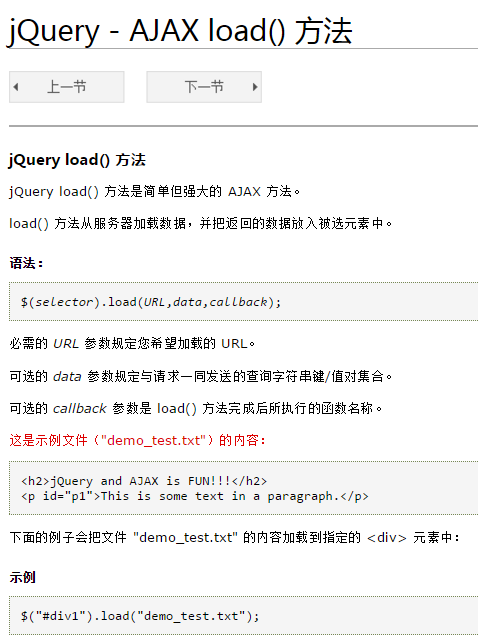 jQuery - AJAX load() 方法
上一节
下一节
jQuery load() 方法
jQuery load() 方法是简单但强大的 AJAX 方法。
load() 方法从服务器加载数据，并把返回的数据放入被选元素中。
语法：
$(selector).load(URL,data,callback);
必需的 URL 参数规定您希望加载的 URL。
可选的 data 参数规定与请求一同发送的查询字符串键/值对集合。
可选的 callback 参数是 load() 方法完成后所执行的函数名称。
这是示例文件（"demo_test.txt"）的内容：
<h2>jQuery and AJAX is FUN!!!</h2>
<p id="p1">This is some text in a paragraph.</p>
下面的例子会把文件 "demo_test.txt" 的内容加载到指定的 <div> 元素中：
示例
$("#div1").load("demo_test.txt");